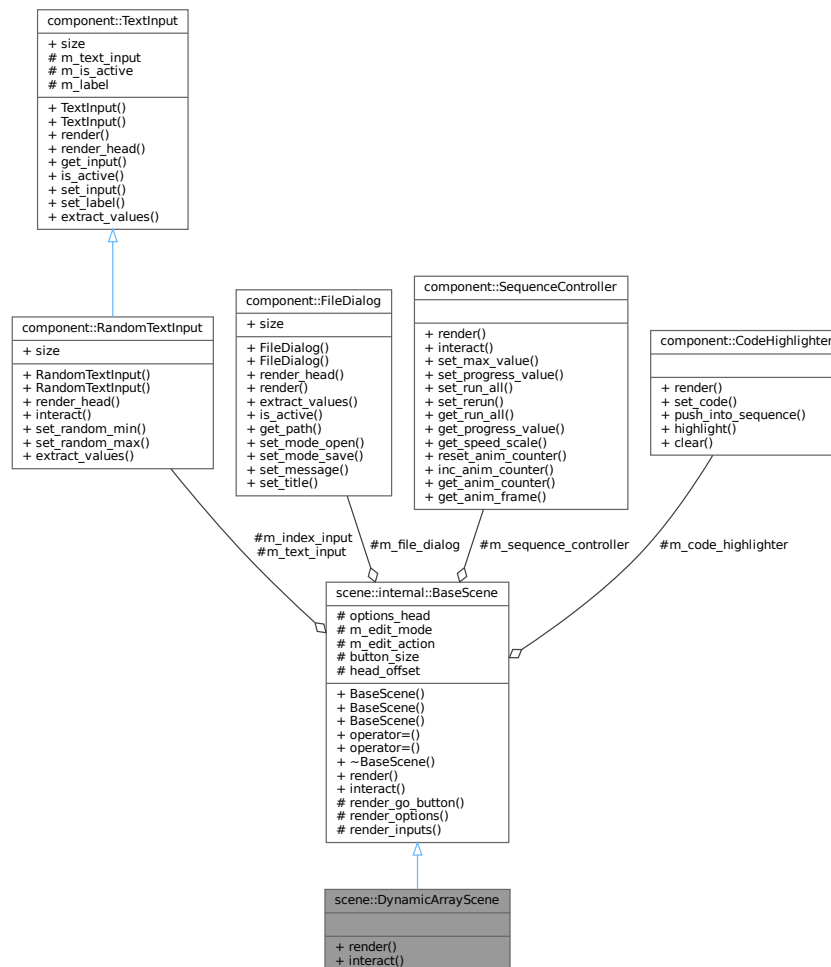 component::TextInput
+ size
# m_text_input
# m_is_active
# m_label
+ TextInput()
+ TextInput()
+ render()
+ render_head()
+ get_input()
+ is_active()
+ set_input()
+ set_label()
+ extract_values()
component::RandomTextInput
+ size
+ RandomTextInput()
+ RandomTextInput()
+ render_head()
+ interact()
+ set_random_min()
+ set_random_max()
+ extract_values()
component::FileDialog
+ size
+ FileDialog()
+ FileDialog()
+ render_head()
+ render()
+ extract_values()
+ is_active()
+ get_path()
+ set_mode_open()
+ set_mode_save()
+ set_message()
+ set_title()
component::SequenceController
+ render()
+ interact()
+ set_max_value()
+ set_progress_value()
+ set_run_all()
+ set_rerun()
+ get_run_all()
+ get_progress_value()
+ get_speed_scale()
+ reset_anim_counter()
+ inc_anim_counter()
+ get_anim_counter()
+ get_anim_frame()
component::CodeHighlighter
+ render()
+ set_code()
+ push_into_sequence()
+ highlight()
+ clear()
#m_index_input
#m_text_input
#m_file_dialog
#m_sequence_controller
#m_code_highlighter
scene::internal::BaseScene
# options_head
# m_edit_mode
# m_edit_action
# button_size
# head_offset
+ BaseScene()
+ BaseScene()
+ BaseScene()
+ operator=()
+ operator=()
+ ~BaseScene()
+ render()
+ interact()
# render_go_button()
# render_options()
# render_inputs()
scene::DynamicArrayScene
+ render()
+ interact()